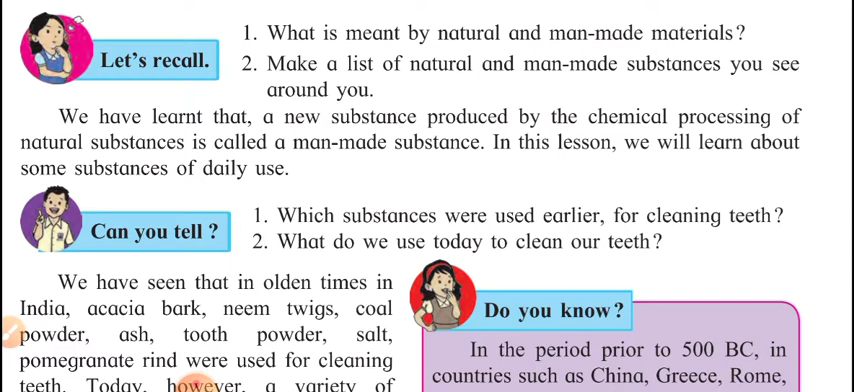 Let's recall.
1. What is meant by natural and man-made materials?
2. Make a list of natural and man-made substances you see
around you.
We have learnt that, a new substance produced by the chemical processing of
natural substances is called a man-made substance. In this lesson, we will learn about
some substances of daily use.
Can you tell ?
1. Which substances were used earlier, for cleaning teeth?
2. What do we use today to clean our teeth?
We have seen that in olden times in
India, acacia bark, neem twigs, coal
powder, ash, tooth powder, salt,
pomegranate rind were used for cleaning
teeth. Today, however, a variety of
Do you know?
In the period prior to 500 BC, in
countries such as China, Greece, Rome,